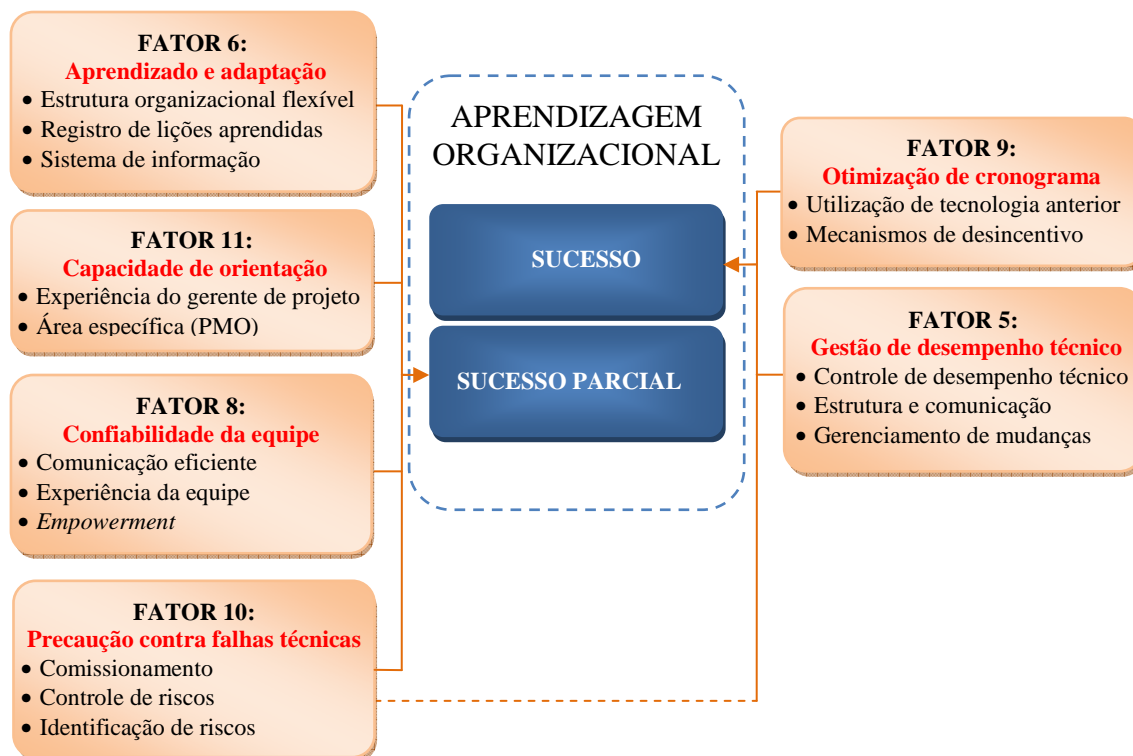 FATOR 6:
Aprendizado e adaptação
• Estrutura organizacional flexível
• Registro de lições aprendidas
• Sistema de informação
FATOR 11:
Capacidade de orientação
• Experiência do gerente de projeto
• Área específica (PMO)
FATOR 8:
Confiabilidade da equipe
• Comunicação eficiente
• Experiência da equipe
• Empowerment
FATOR 10:
Precaução contra falhas técnicas
• Comissionamento
• Controle de riscos
• Identificação de riscos
APRENDIZAGEM
ORGANIZACIONAL
SUCESSO
SUCESSO PARCIAL
FATOR 9:
Otimização de cronograma
• Utilização de tecnologia anterior
• Mecanismos de desincentivo
FATOR 5:
Gestão de desempenho técnico
• Controle de desempenho técnico
• Estrutura e comunicação
• Gerenciamento de mudanças